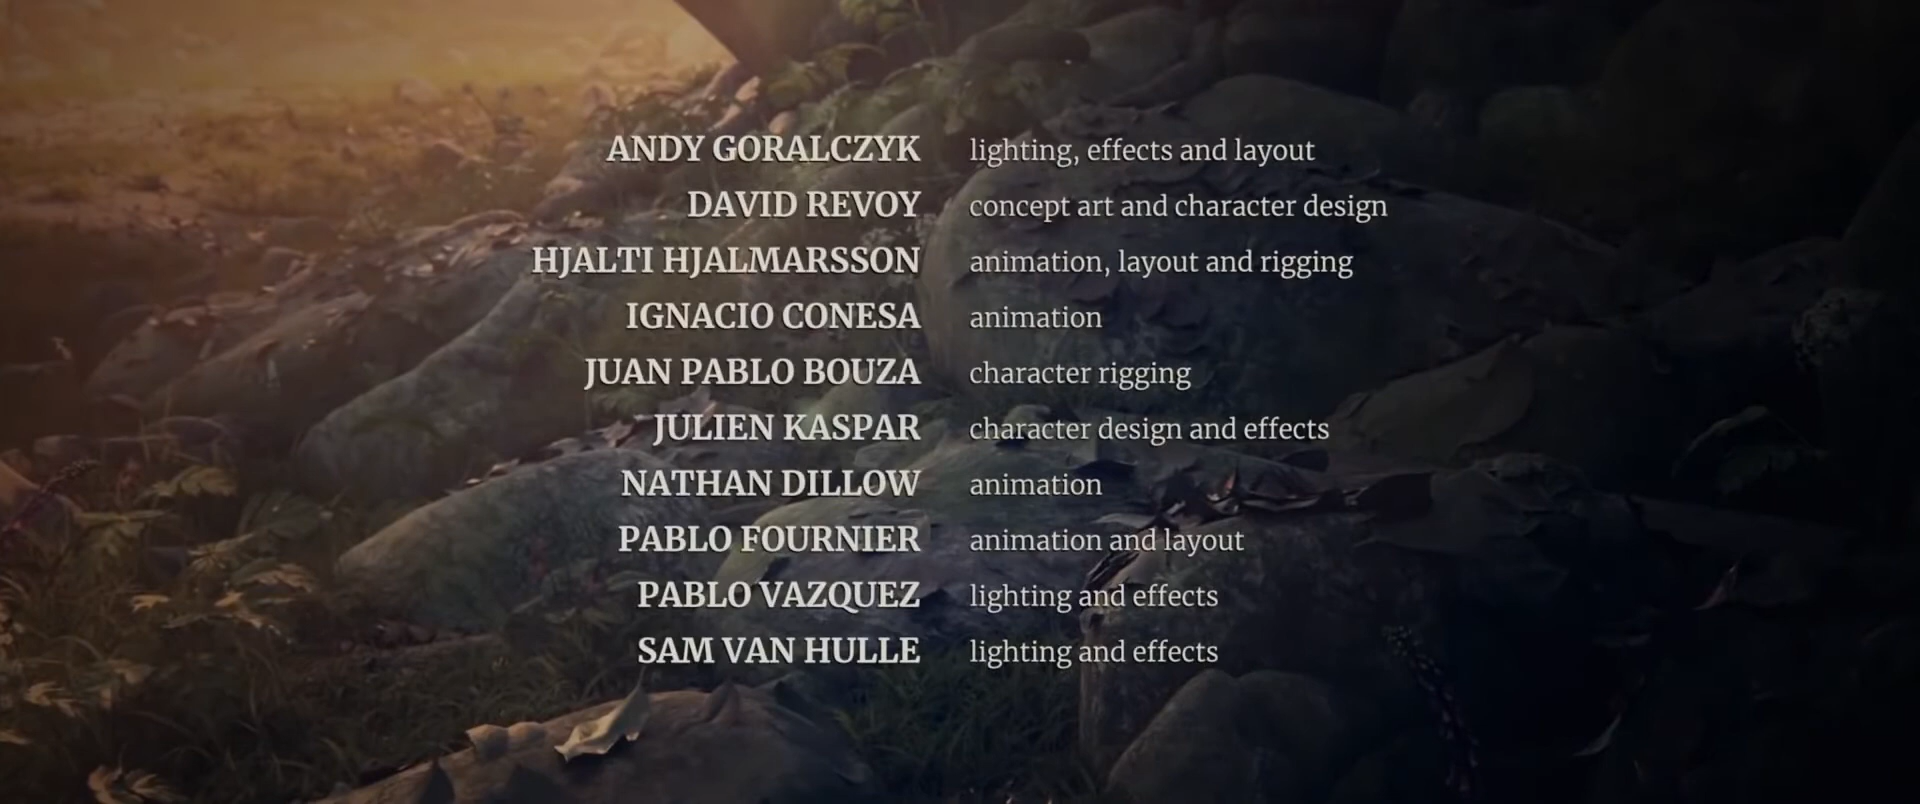 ANDY GORALCZYK lighting, effects and layout
DAVID REVOY concept art and character design
HJALTI HJALMARSSON animation, layout and rigging
IGNACIO CONESA animation
JUAN PABLO BOUZA character rigging
JULIEN KASPAR character design and effects
NATHAN DILLOW animation
PABLO FOURNIER animation and layout
PABLO VAZQUEZ lighting and effects
SAM VAN HULLE lighting and effects